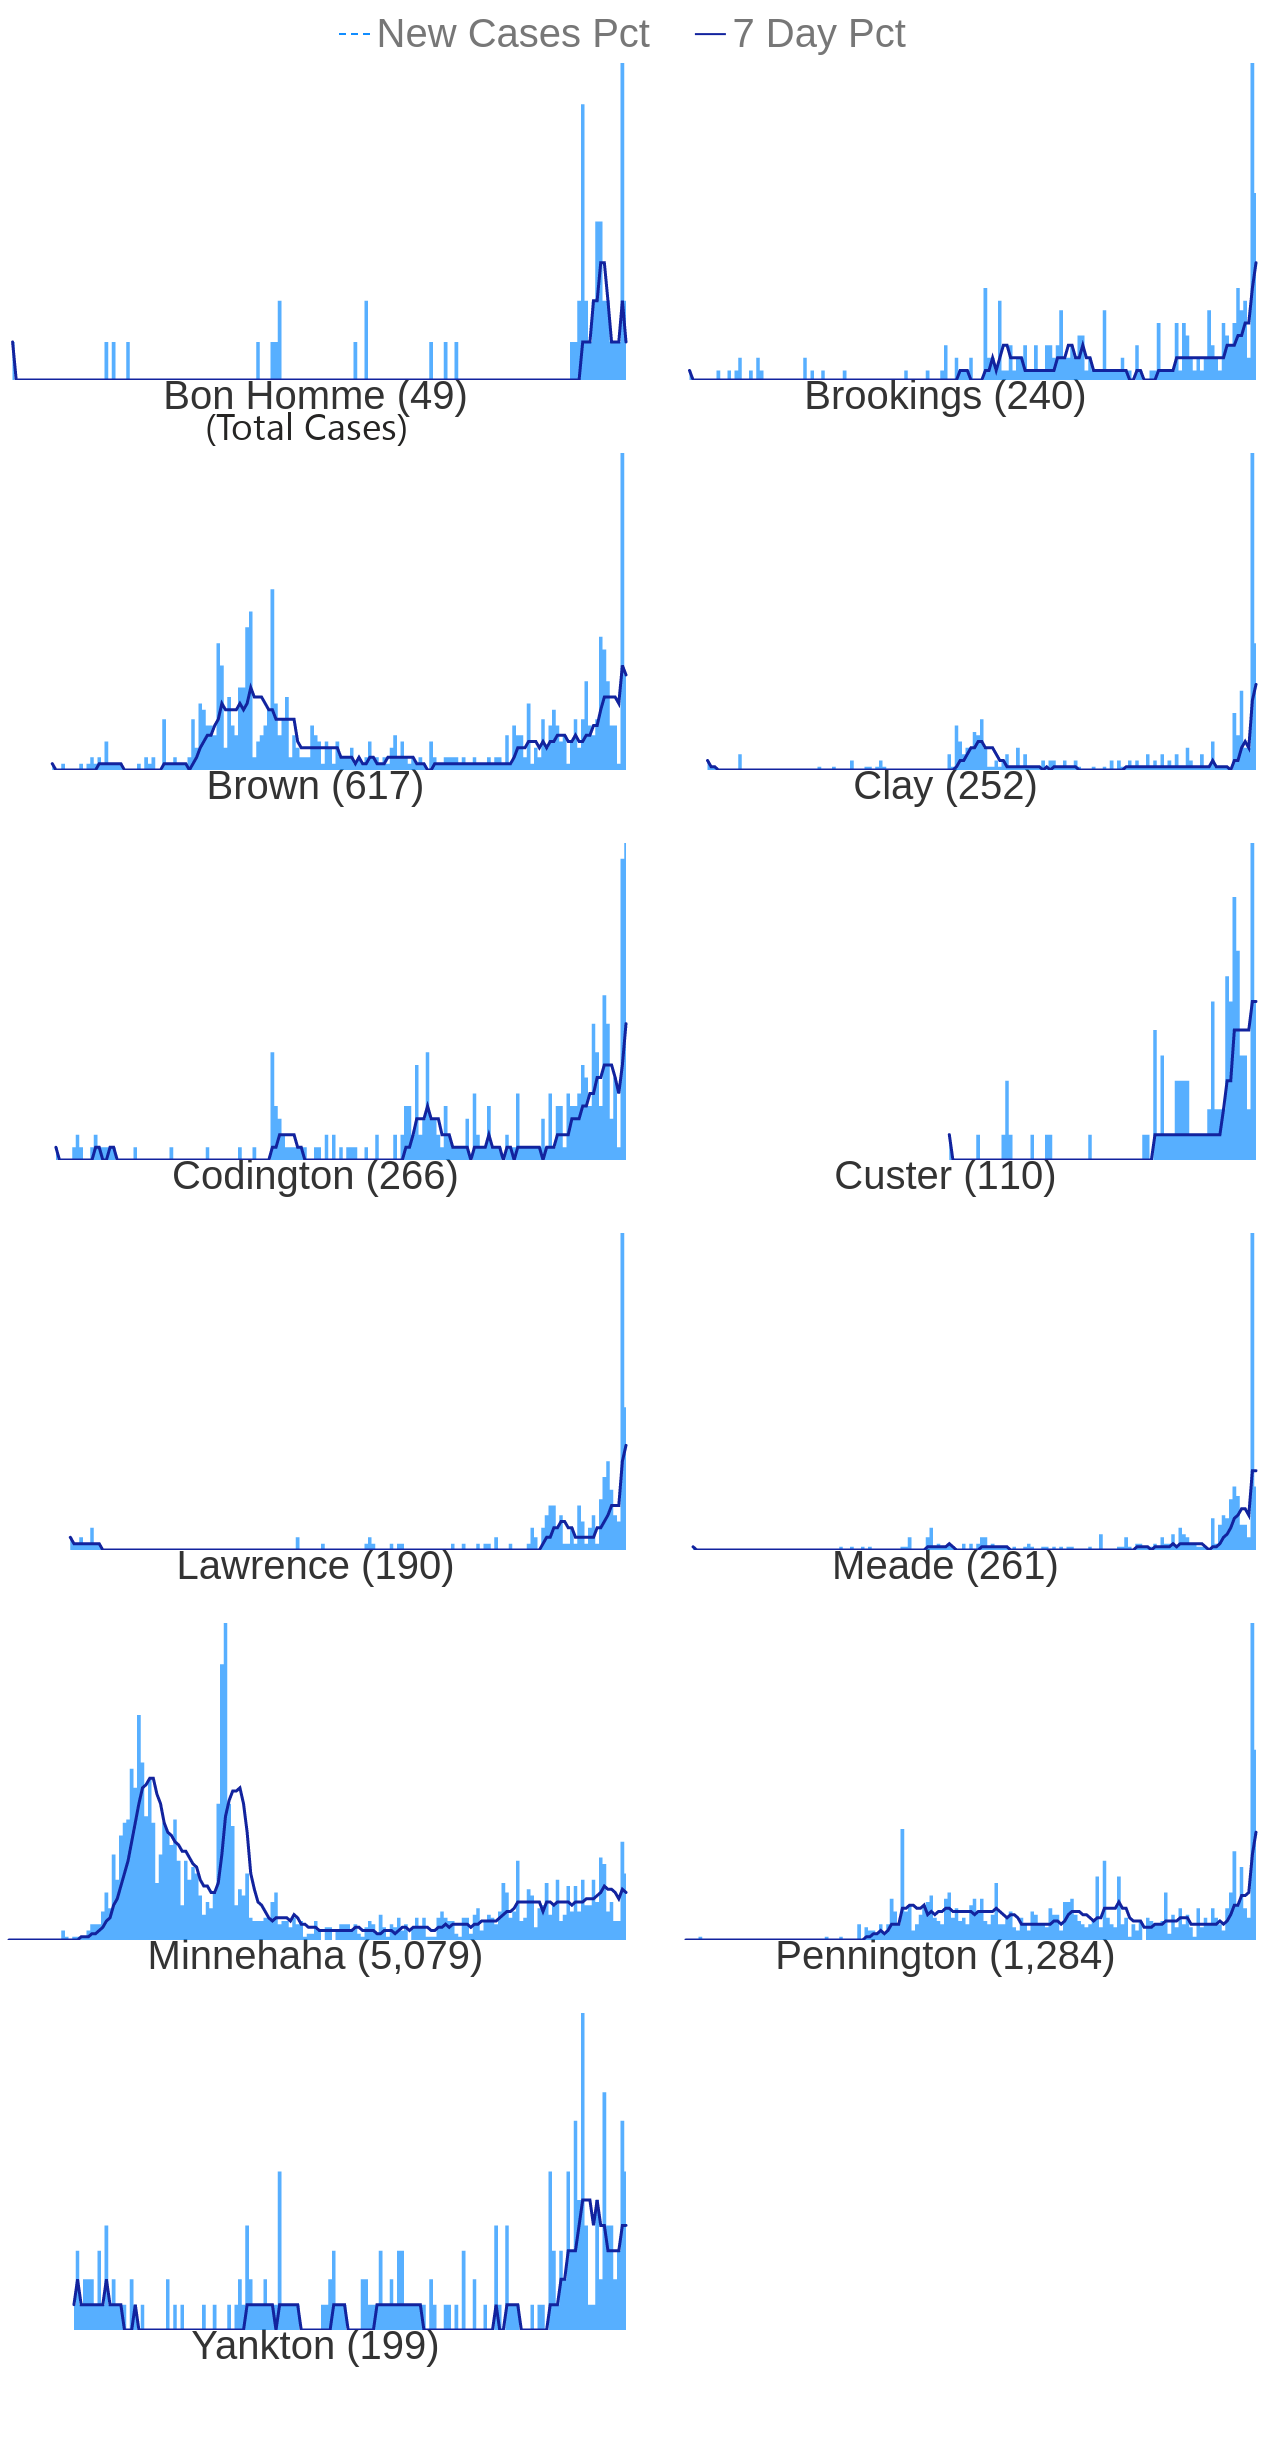 New Cases Pct 7 Day Pct
Bon Homme (49) Brookings (240)
(Total Cases)
Brown (617) Clay (252)
Codington (266) Custer (110)
Lawrence (190) Meade (261)
Minnehaha (5,079) Pennington (1,284)
Yankton (199)